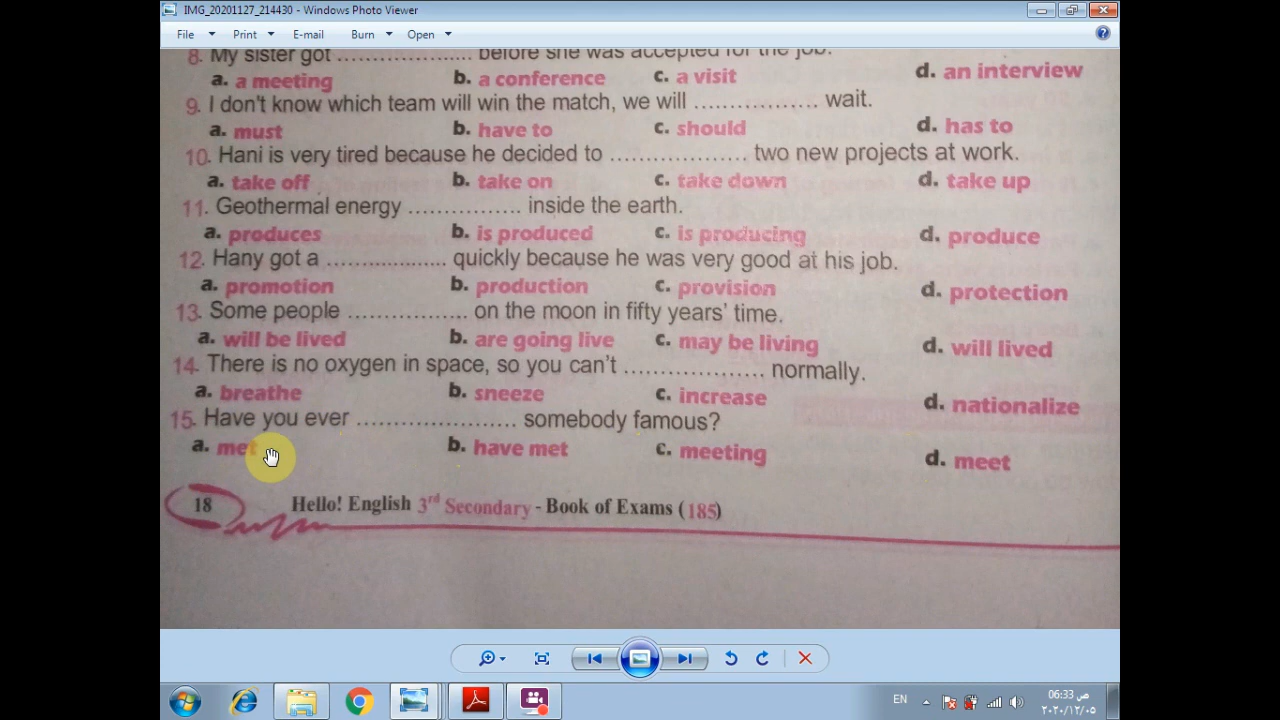 IMG_20201127_214430 - Windows Photo Viewer
File Print E-mail Burn Open
8. My sister got ..................... before she was accepted for the job.
a. a meeting b. a conference c. a visit d. an interview
9. I don't know which team will win the match, we will ................. wait.
a. must b. have to c. should d. has to
10. Hani is very tired because he decided to ................... two new projects at work.
a. take off b. take on c. take down d. take up
11. Geothermal energy ............... inside the earth.
a. produces b. is produced c. is producing d. produce
12. Hany got a .................. quickly because he was very good at his job.
a. promotion b. production c. provision d. protection
13. Some people ................. on the moon in fifty years' time.
a. will be lived b. are going live c. may be living d. will lived
14. There is no oxygen in space, so you can't ................... normally.
a. breathe b. sneeze c. increase d. nationalize
15. Have you ever ...................... somebody famous?
a. met b. have met c. meeting d. meet
18 Hello! English 3rd Secondary - Book of Exams (185)
EN
06:33 ص
٢٠٢٠/١٢/٠٥